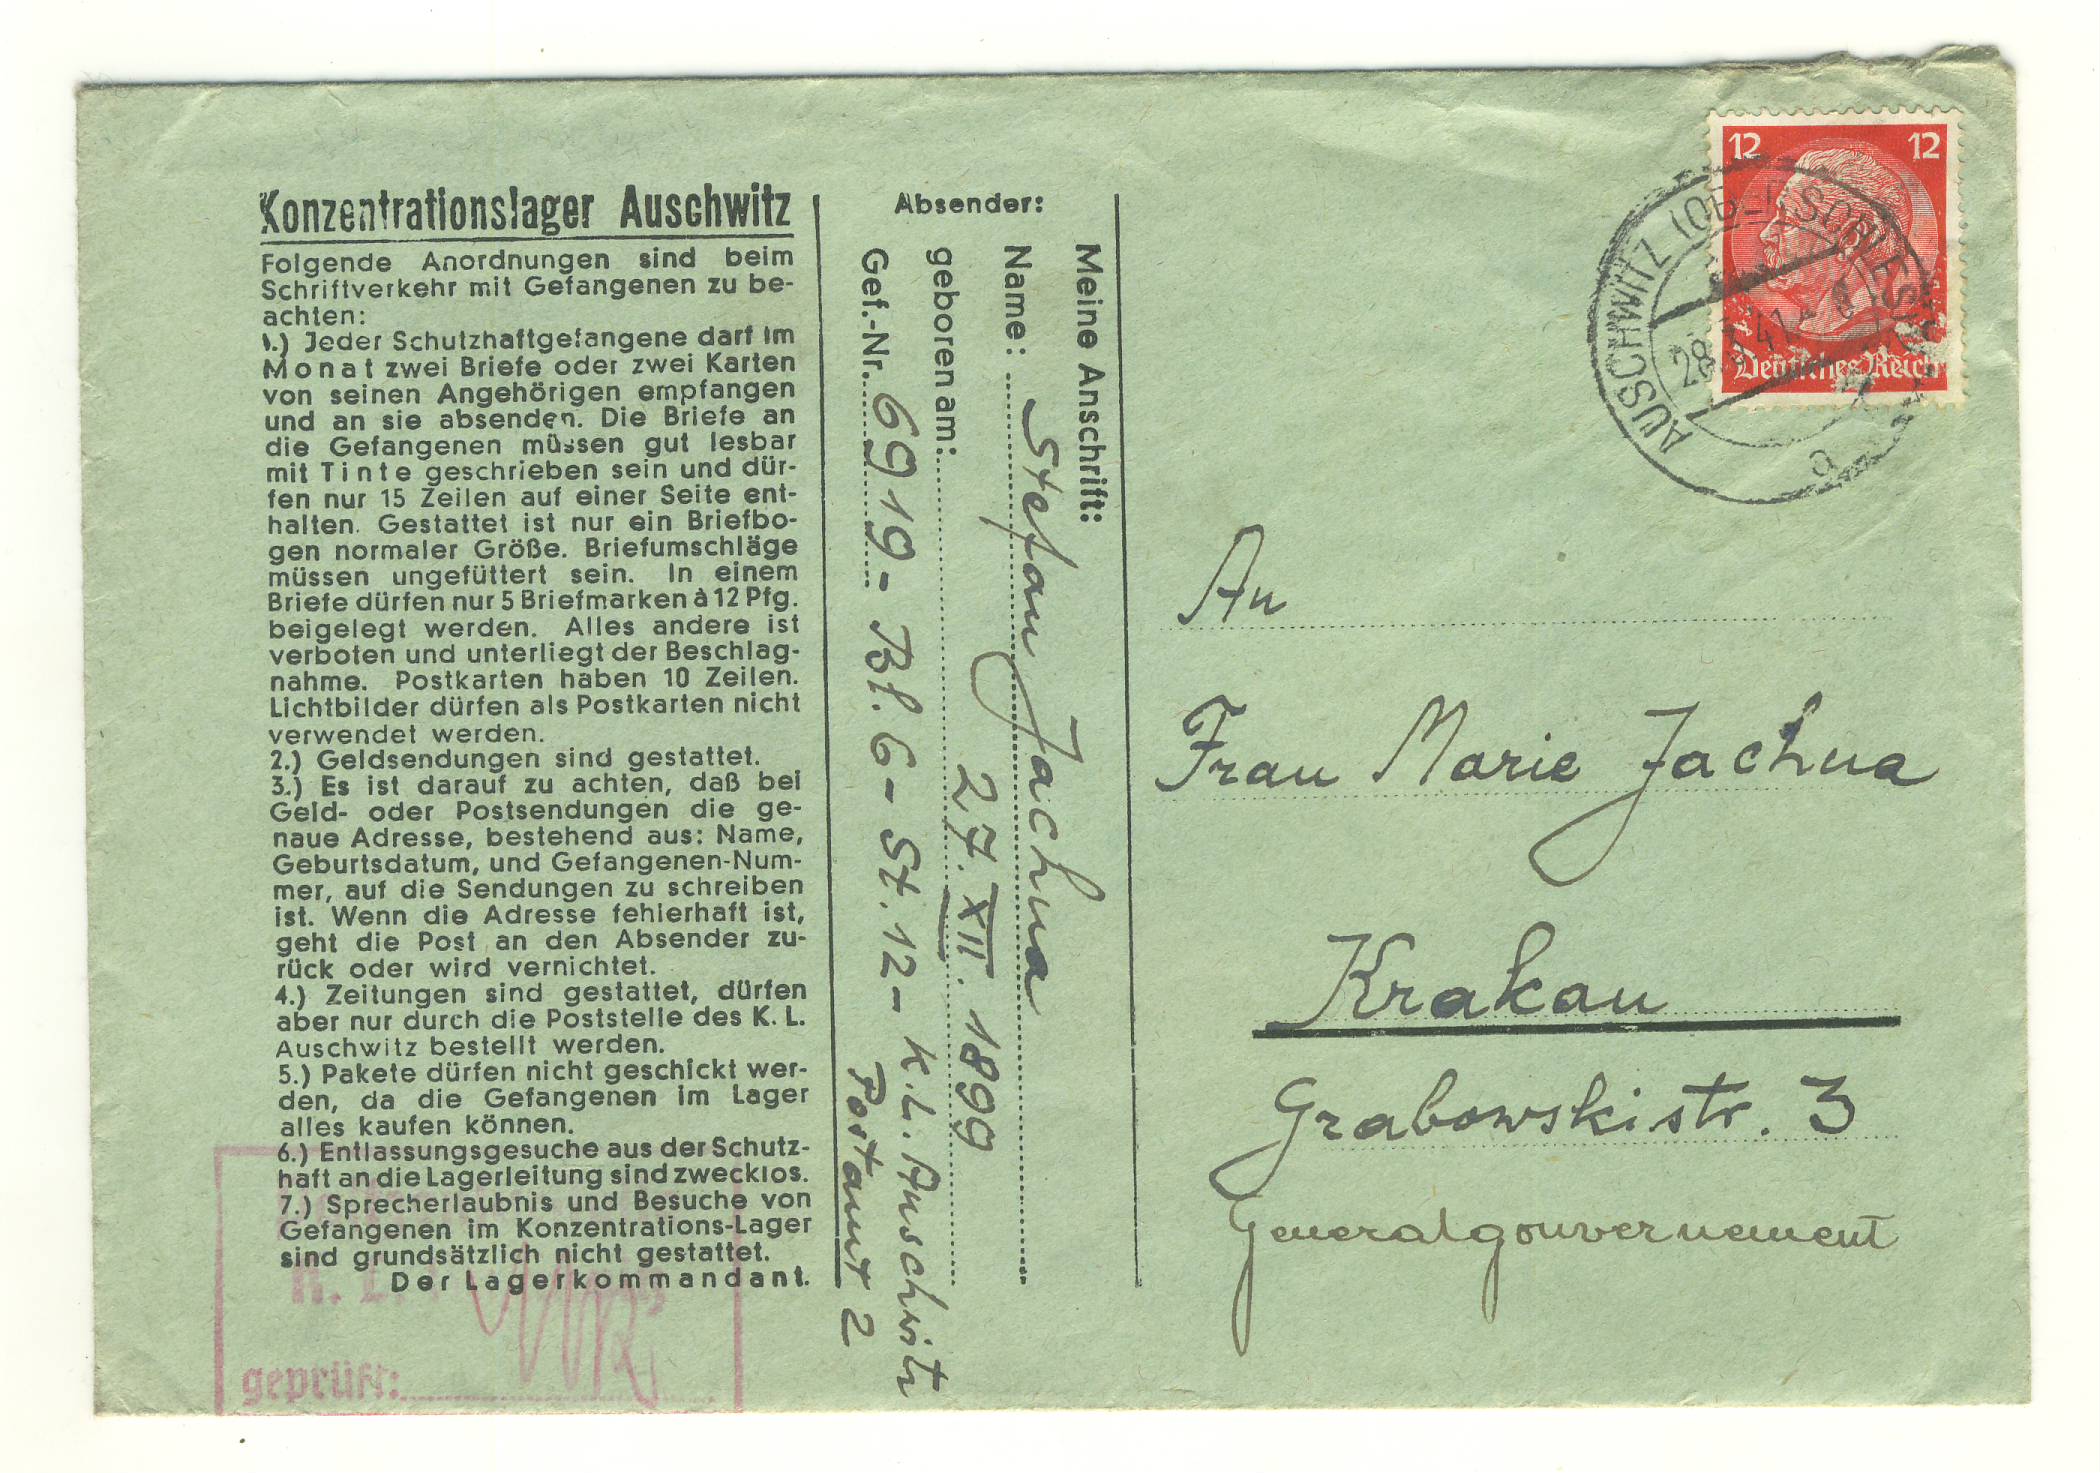 Konzentrationslager Auschwitz
Folgende Anordnungen sind beim
Schriftverkehr mit Gefangenen zu be-
achten:
1.) Jeder Schutzhaftgefangene darf im
Monat zwei Briefe oder zwei Karten
von seinen Angehörigen empfangen
und an sie absenden. Die Briefe an
die Gefangenen müssen gut lesbar
mit Tinte geschrieben sein und dür-
fen nur 15 Zeilen auf einer Seite ent-
halten. Gestattet ist nur ein Briefbo-
gen normaler Größe. Briefumschläge
müssen ungefüttert sein. In einem
Briefe dürfen nur 5 Briefmarken à 12 Pfg.
beigelegt werden. Alles andere ist
verboten und unterliegt der Beschlag-
nahme. Postkarten haben 10 Zeilen.
Lichtbilder dürfen als Postkarten nicht
verwendet werden.
2.) Geldsendungen sind gestattet.
3.) Es ist darauf zu achten, daß bei
Geld- oder Postsendungen die ge-
naue Adresse, bestehend aus: Name,
Geburtsdatum, und Gefangenen-Num-
mer, auf die Sendungen zu schreiben
ist. Wenn die Adresse fehlerhaft ist,
geht die Post an den Absender zu-
rück oder wird vernichtet.
4.) Zeitungen sind gestattet, dürfen
aber nur durch die Poststelle des K. L.
Auschwitz bestellt werden.
5.) Pakete dürfen nicht geschickt wer-
den, da die Gefangenen im Lager
alles kaufen können.
6.) Entlassungsgesuche aus der Schutz-
haft an die Lagerleitung sind zwecklos.
7.) Sprecherlaubnis und Besuche von
Gefangenen im Konzentrations-Lager
sind grundsätzlich nicht gestattet.
Der Lagerkommandant.
geprüft:
Absender:
Meine Anschrift:
Name: Stefan Jachna
geboren am: 27. XII. 1899
Gef.-Nr. 6919 - Bl. 6 - St. 12 - K.L. Auschwitz
Postamt 2
12 12
Deutsches Reich
AUSCHWITZ (OBERSCHLES)
28. 41
a
An
Frau Marie Jachna
Krakau
Grabowskistr. 3
Generalgouvernement